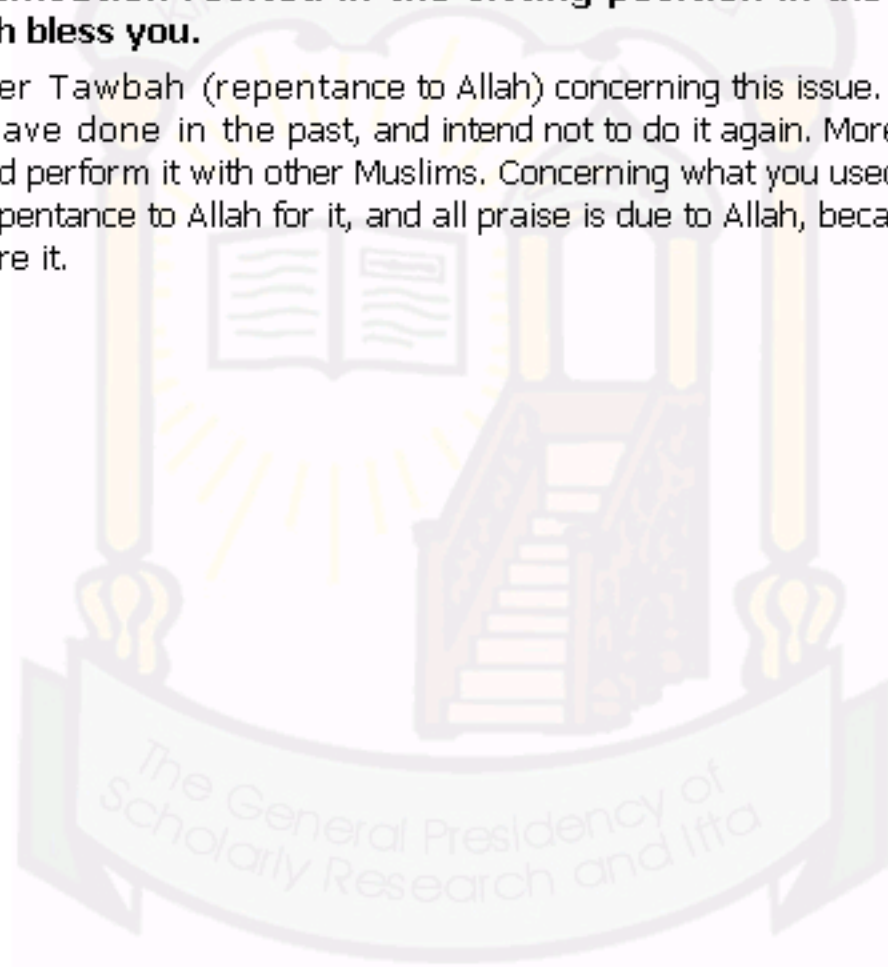 h bless you.
er Tawbah (repentance to Allah) concerning this issue.
ave done in the past, and intend not to do it again. More
d perform it with other Muslims. Concerning what you used
pentance to Allah for it, and all praise is due to Allah, beca
re it.
The General Presidency of
Scholarly Research and Ifta